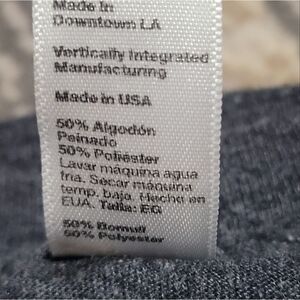 Made in
Downtown LA
Vertically Integrated
Manufacturing
Made in USA
50% Algodón
Peinado
50% Poliéster
Lavar máquina agua
fria. Secar máquina
temp. baja. Hecho en
EUA. Talla: EG
50% Bomull
50% Polyester